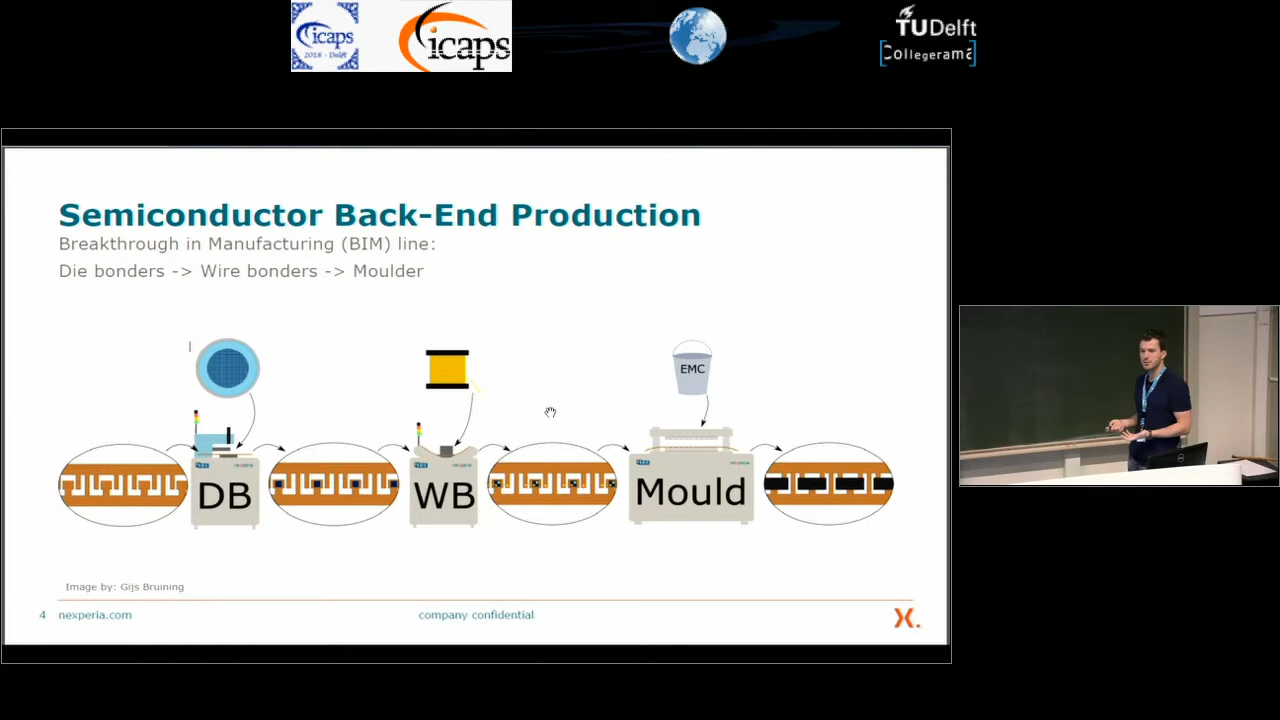 icaps
2018 - Delft
icaps
TUDelft
Collegerama
Semiconductor Back-End Production
Breakthrough in Manufacturing (BIM) line:
Die bonders -> Wire bonders -> Moulder
EMC
DB
WB
Mould
Image by: Gijs Bruining
4 nexperia.com company confidential
X.